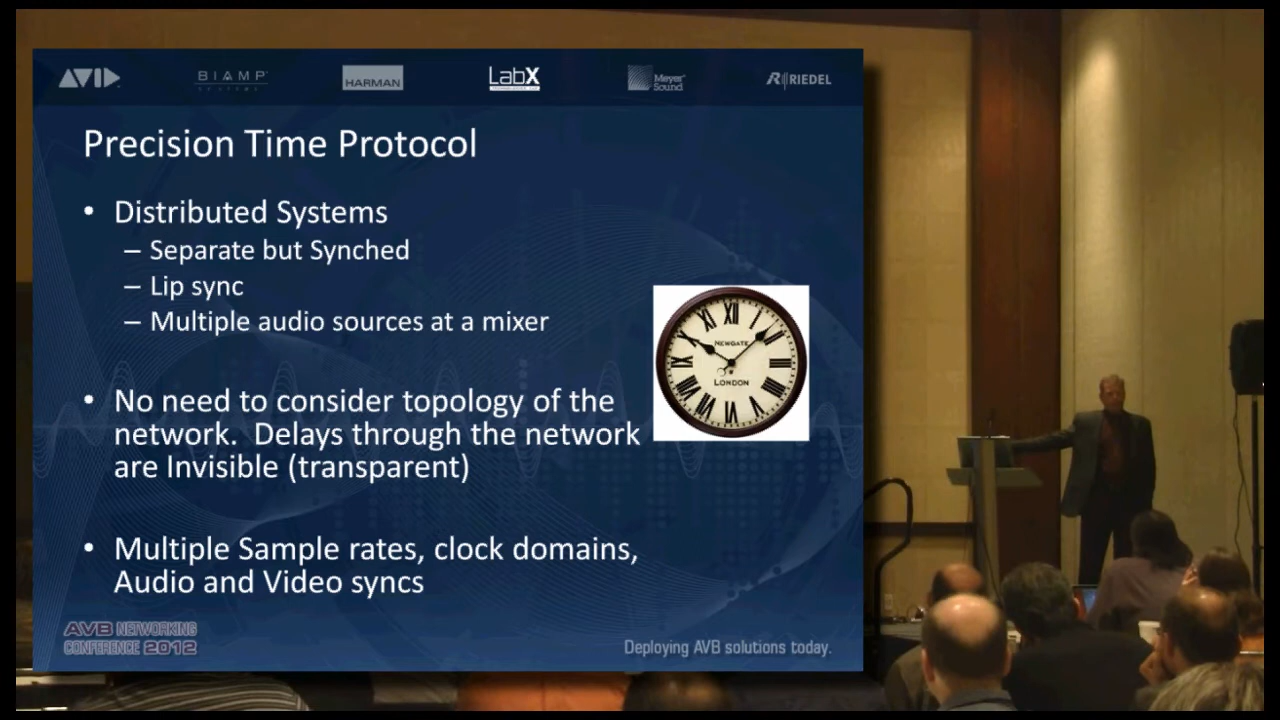 AVID
BIAMP
SYSTEMS
HARMAN
LabX
Meyer
Sound
RIEDEL
Precision Time Protocol
• Distributed Systems
– Separate but Synched
– Lip sync
– Multiple audio sources at a mixer
• No need to consider topology of the
network. Delays through the network
are Invisible (transparent)
• Multiple Sample rates, clock domains,
Audio and Video syncs
XII
NEWGATE
LONDON
AVB NETWORKING
CONFERENCE 2012
Deploying AVB solutions today.